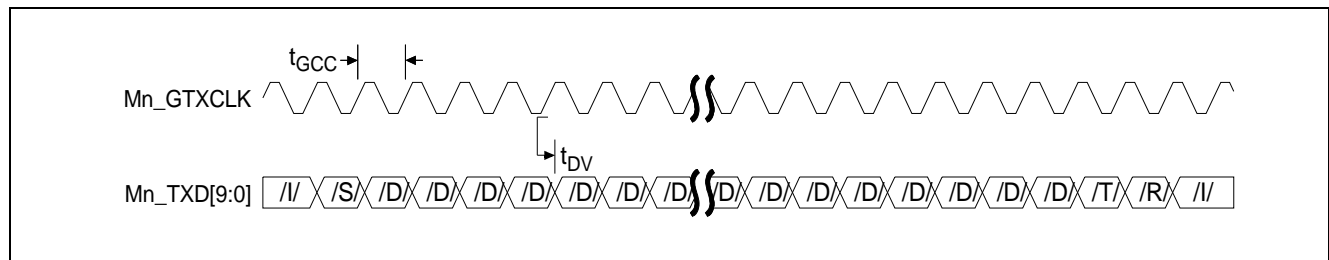 tGCC
Mn_GTXCLK
tDV
Mn_TXD[9:0] /I/ /S/ /D/ /D/ /D/ /D/ /D/ /D/ /D/ /D/ /D/ /D/ /D/ /D/ /D/ /D/ /D/ /T/ /R/ /I/